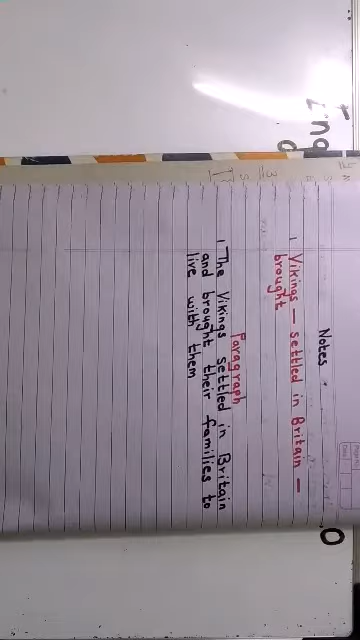 Notes
1 Vikings — settled in Britain —
brought
Paragraph
1 The Vikings settled in Britain
and brought their families to
live with them